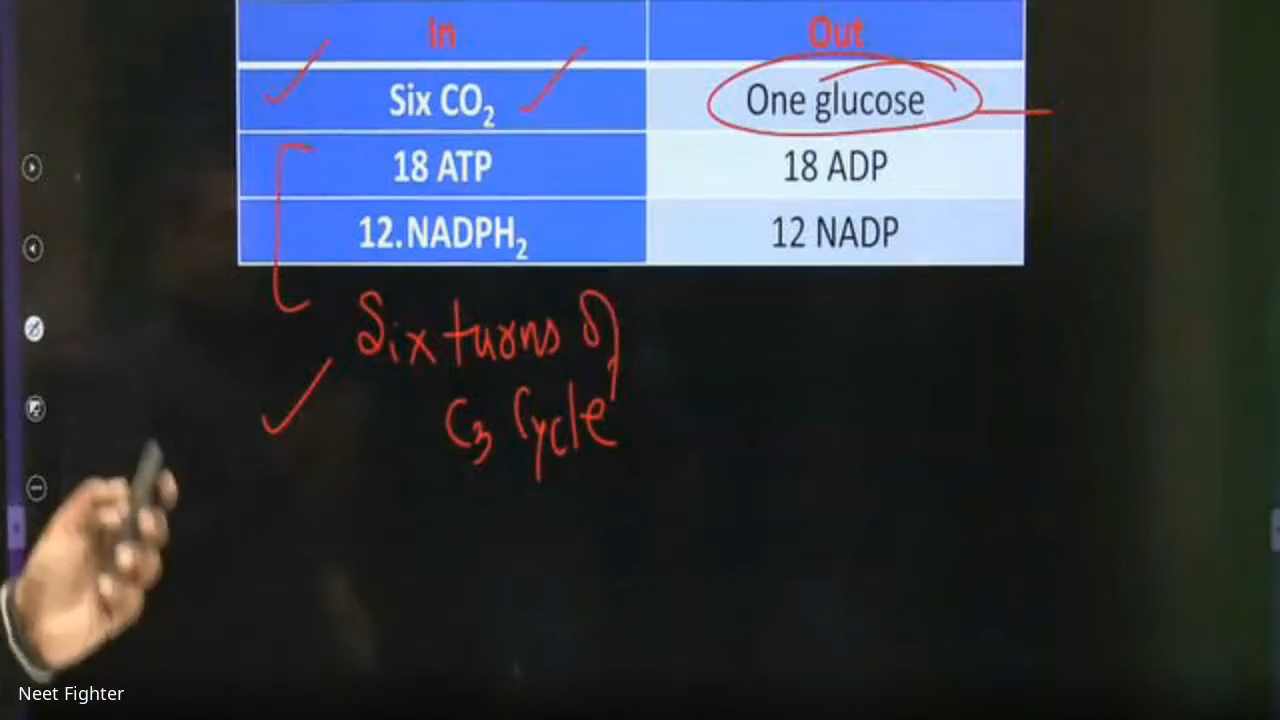 In Out
Six CO₂ One glucose
18 ATP 18 ADP
12.NADPH₂ 12 NADP
Six turns of
C₃ Cycle
Neet Fighter